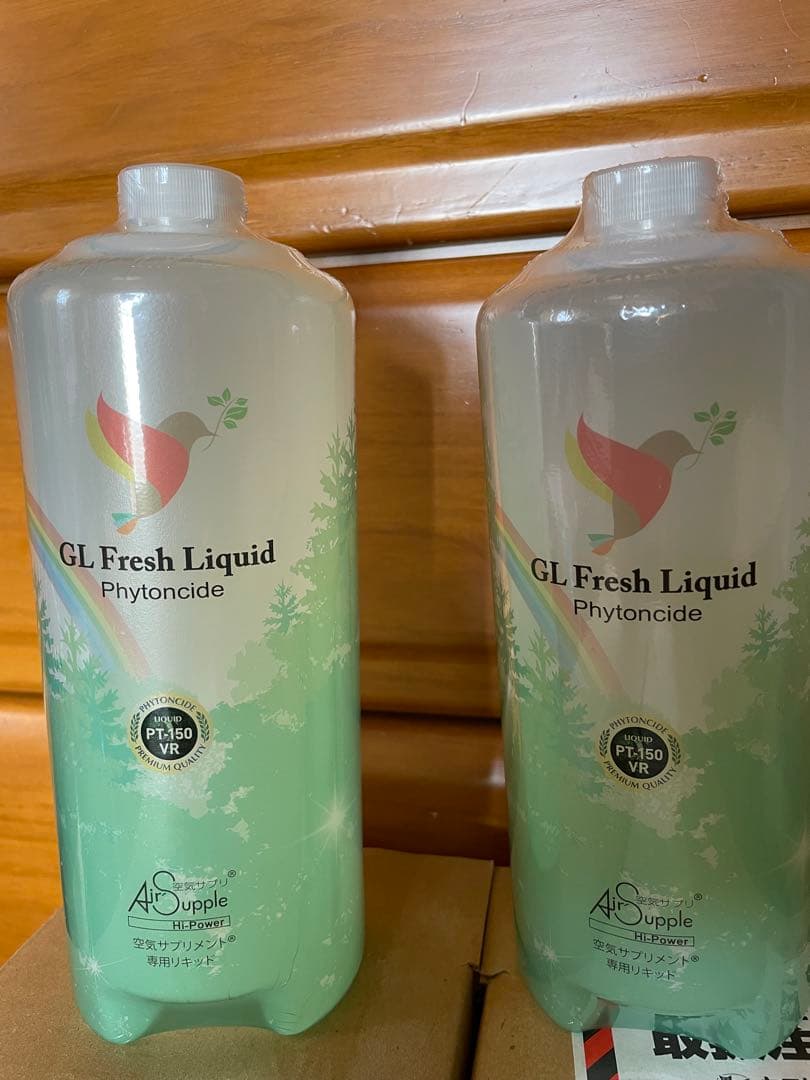 GL Fresh Liquid
Phytoncide
PHYTONCIDE
LIQUID
PT-150
VR
PREMIUM QUALITY
空気サプリ®
AirSupple
Hi-Power
空気サプリメント®
専用リキッド
GL Fresh Liquid
Phytoncide
PHYTONCIDE
LIQUID
PT-150
VR
PREMIUM QUALITY
空気サプリ®
AirSupple
Hi-Power
空気サプリメント®
専用リキッド
取扱注